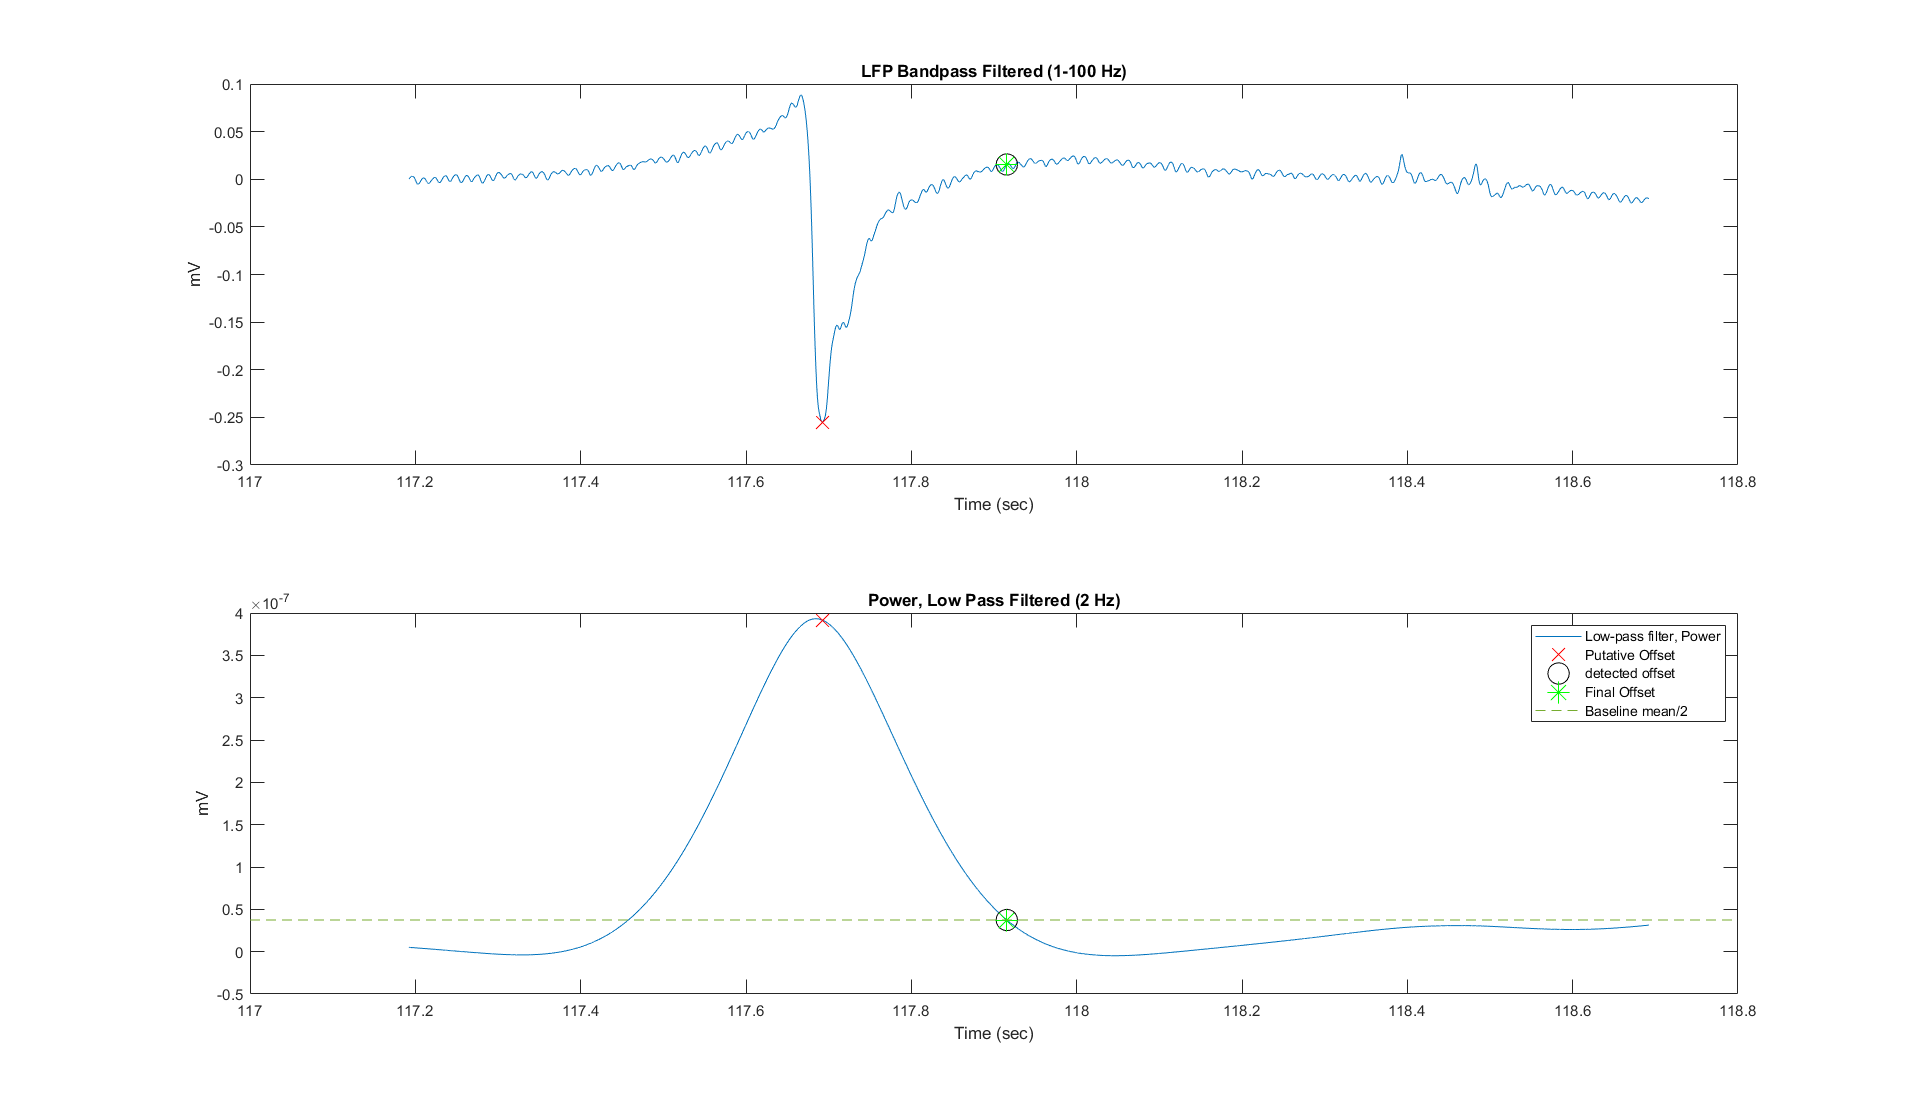 LFP Bandpass Filtered (1-100 Hz)
0.1
0.05
0
-0.05
-0.1
-0.15
-0.2
-0.25
-0.3
mV
117 117.2 117.4 117.6 117.8 118 118.2 118.4 118.6 118.8
Time (sec)
Power, Low Pass Filtered (2 Hz)
×10-7
4
3.5
3
2.5
2
1.5
1
0.5
0
-0.5
mV
Low-pass filter, Power
Putative Offset
detected offset
Final Offset
Baseline mean/2
117 117.2 117.4 117.6 117.8 118 118.2 118.4 118.6 118.8
Time (sec)